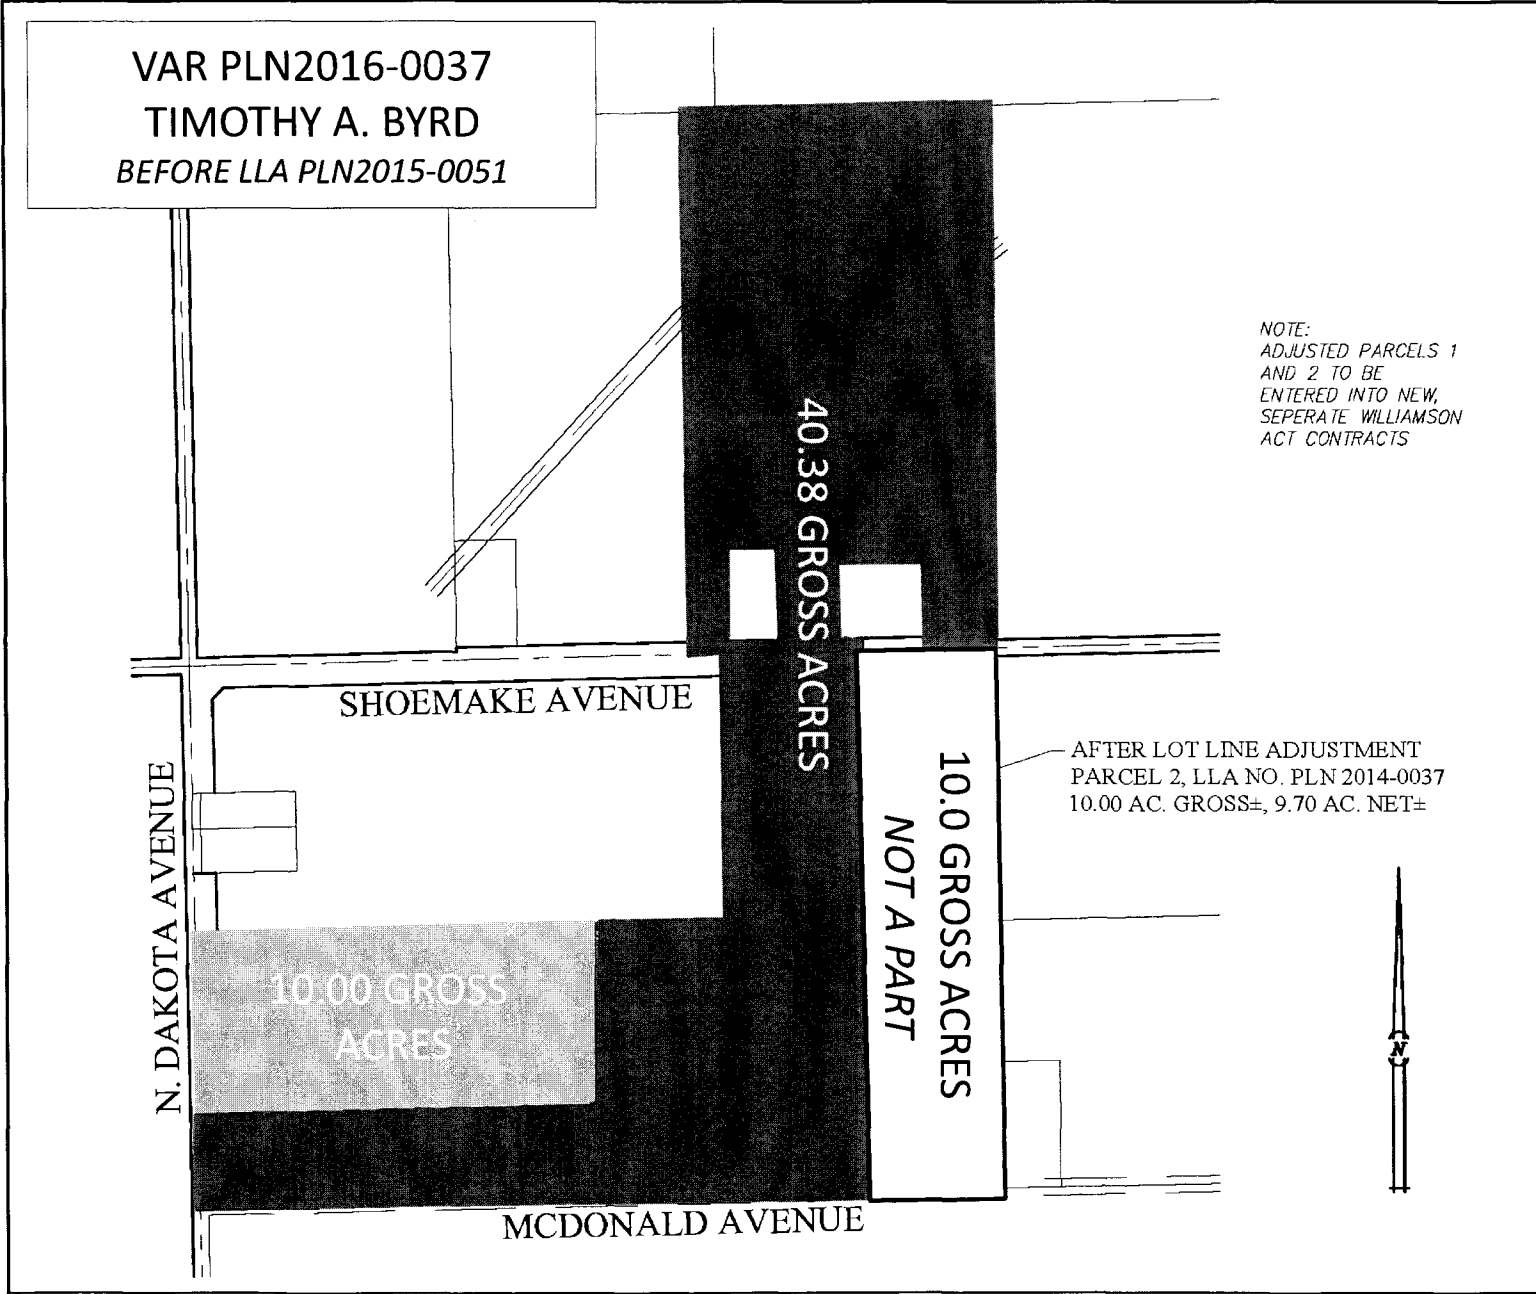 VAR PLN2016-0037
TIMOTHY A. BYRD
BEFORE LLA PLN2015-0051
NOTE:
ADJUSTED PARCELS 1
AND 2 TO BE
ENTERED INTO NEW,
SEPERATE WILLIAMSON
ACT CONTRACTS
40.38 GROSS ACRES
SHOEMAKE AVENUE
N. DAKOTA AVENUE
10.0 GROSS ACRES
NOT A PART
AFTER LOT LINE ADJUSTMENT
PARCEL 2, LLA NO. PLN 2014-0037
10.00 AC. GROSS±, 9.70 AC. NET±
10.00 GROSS
ACRES
N
MCDONALD AVENUE